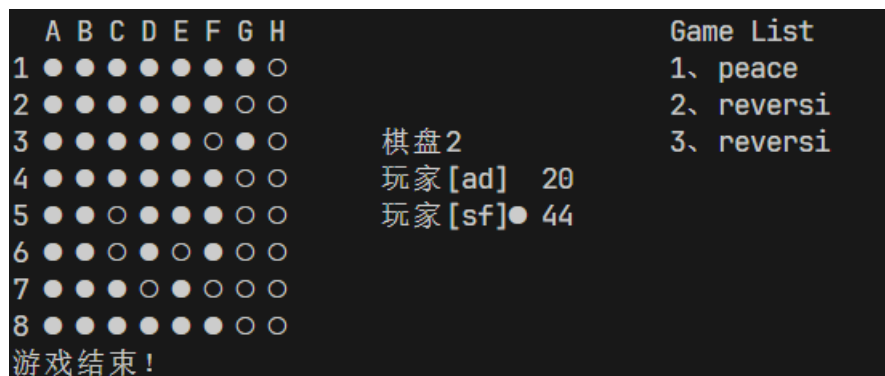 A B C D E F G H Game List
1 ● ● ● ● ● ● ● ○ 1、peace
2 ● ● ● ● ● ● ○ ○ 2、reversi
3 ● ● ● ● ● ○ ● ○ 棋盘2 3、reversi
4 ● ● ● ● ● ● ○ ○ 玩家[ad] 20
5 ● ● ○ ● ● ● ○ ○ 玩家[sf]● 44
6 ● ● ○ ● ○ ● ○ ○
7 ● ● ● ○ ● ○ ○ ○
8 ● ● ● ● ● ● ○ ○
游戏结束!